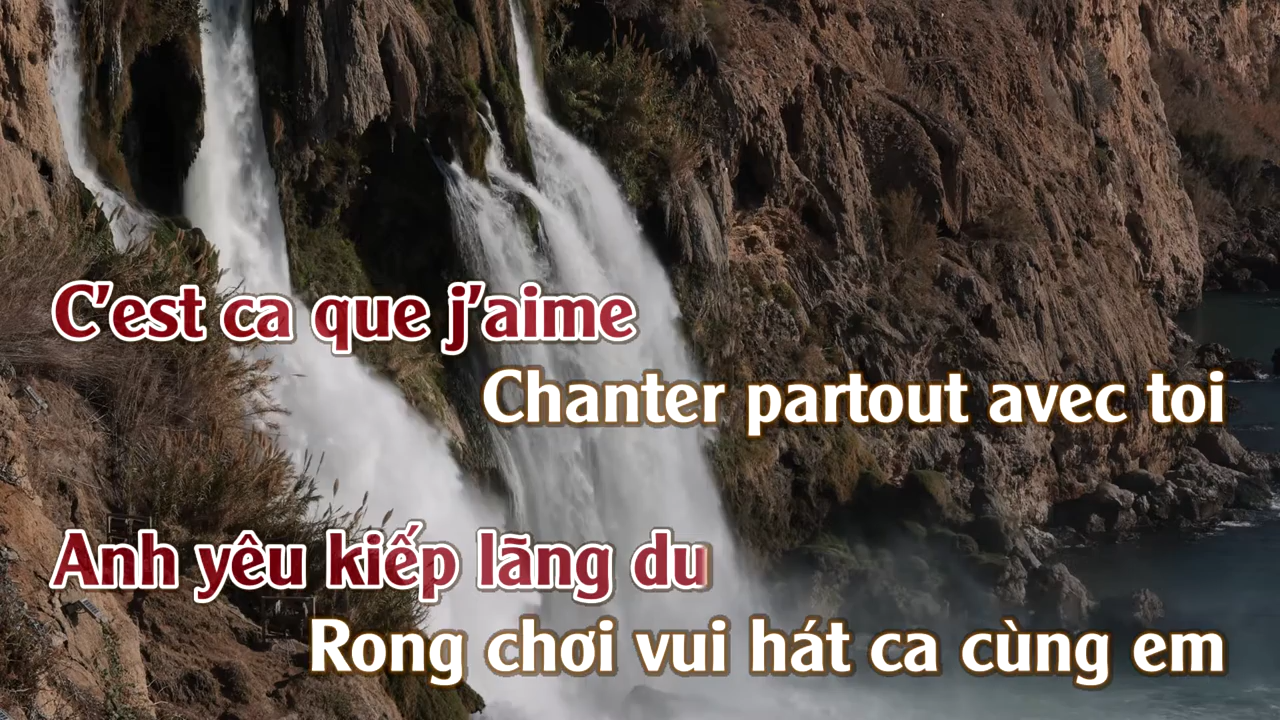 C'est ca que j'aime
Chanter partout avec toi
Anh yêu kiếp lãng du
Rong chơi vui hát ca cùng em